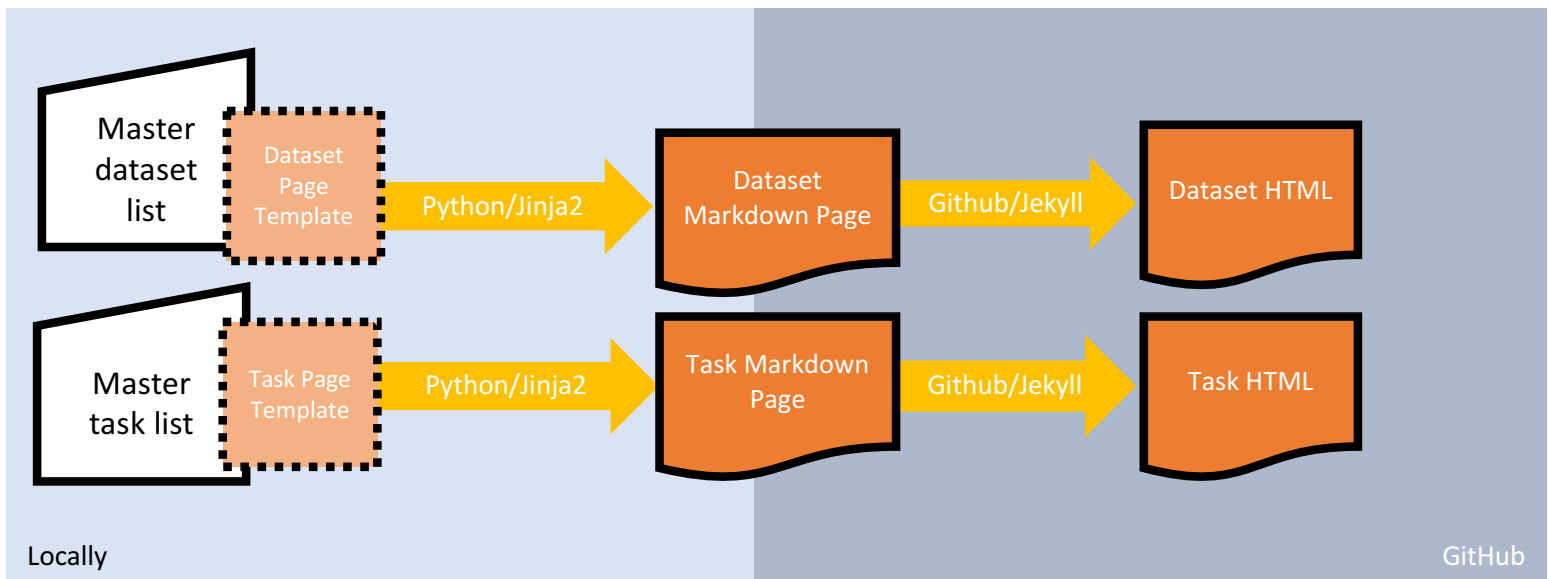 Master
dataset
list
Dataset
Page
Template
Python/Jinja2
Dataset
Markdown Page
Github/Jekyll
Dataset HTML
Master
task list
Task Page
Template
Python/Jinja2
Task Markdown
Page
Github/Jekyll
Task HTML
Locally
GitHub